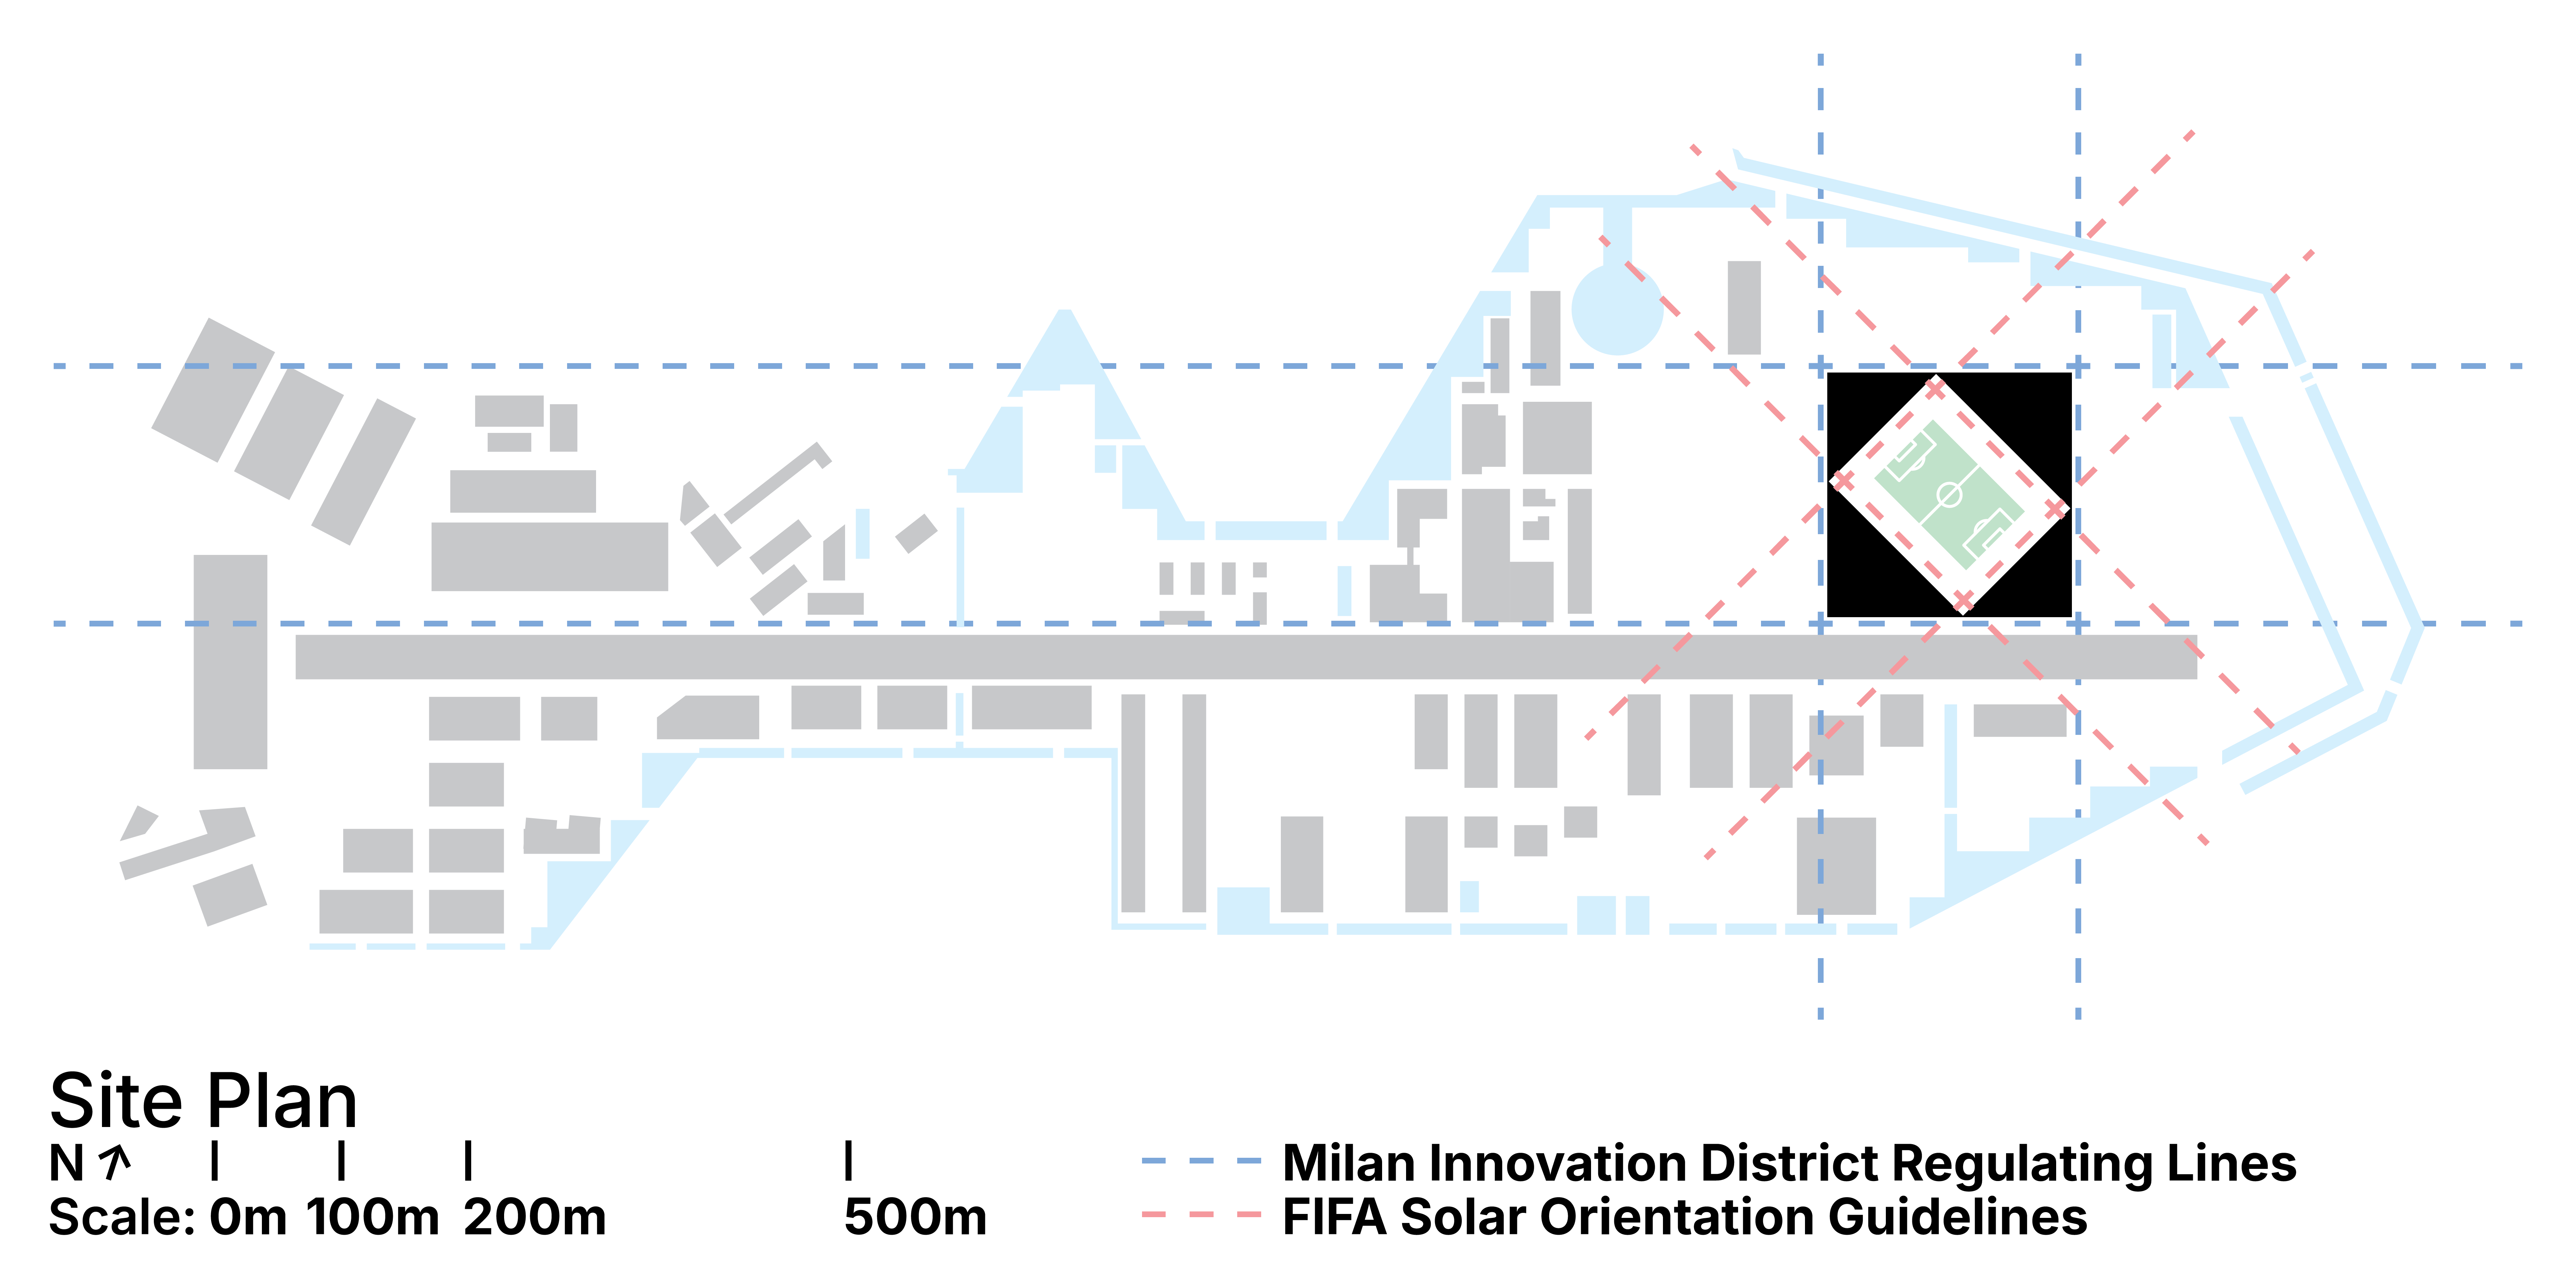 Site Plan
N ↗
Scale: 0m 100m 200m 500m
Milan Innovation District Regulating Lines
FIFA Solar Orientation Guidelines